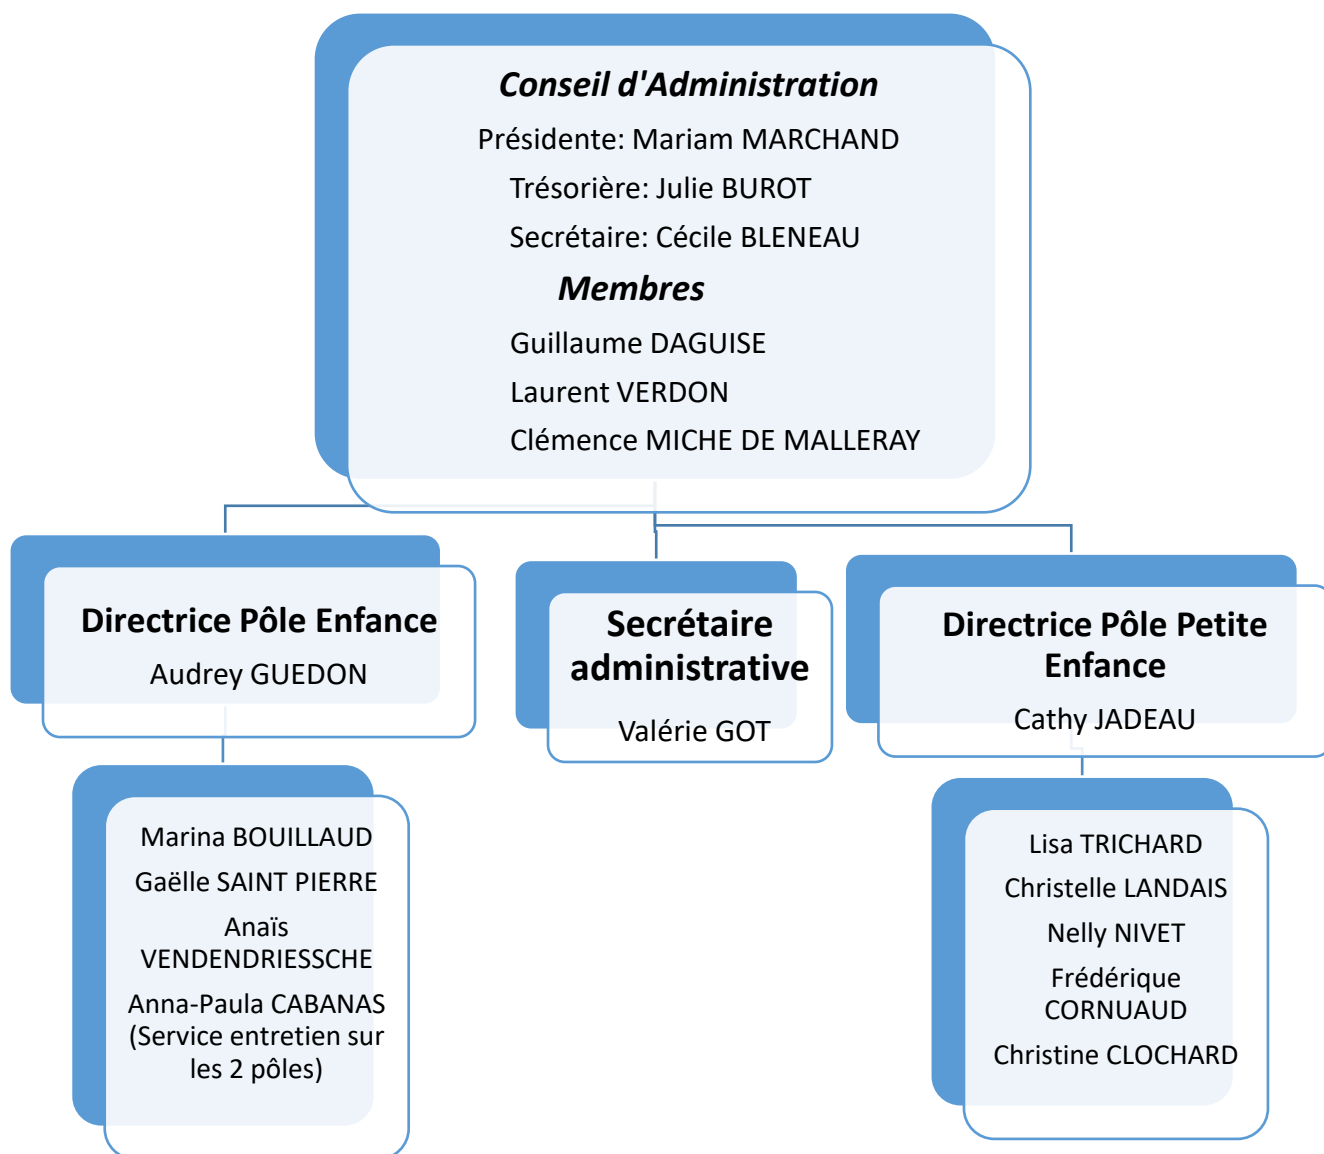 Conseil d'Administration
Présidente: Mariam MARCHAND
Trésorière: Julie BUROT
Secrétaire: Cécile BLENEAU
Membres
Guillaume DAGUISE
Laurent VERDON
Clémence MICHE DE MALLERAY
Directrice Pôle Enfance
Audrey GUEDON
Secrétaire
administrative
Valérie GOT
Directrice Pôle Petite
Enfance
Cathy JADEAU
Marina BOUILLAUD
Gaëlle SAINT PIERRE
Anaïs
VENDENDRIESSCHE
Anna-Paula CABANAS
(Service entretien sur
les 2 pôles)
Lisa TRICHARD
Christelle LANDAIS
Nelly NIVET
Frédérique
CORNUAUD
Christine CLOCHARD